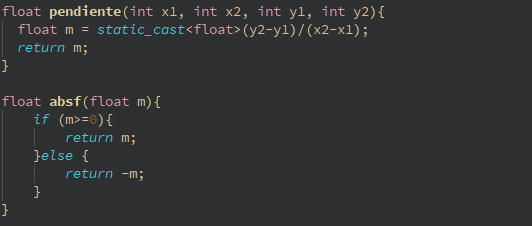 float pendiente(int x1, int x2, int y1, int y2){
  float m = static_cast<float>(y2-y1)/(x2-x1);
  return m;
}

float absf(float m){
    if (m>=0){
        return m;
    }else {
        return -m;
    }
}